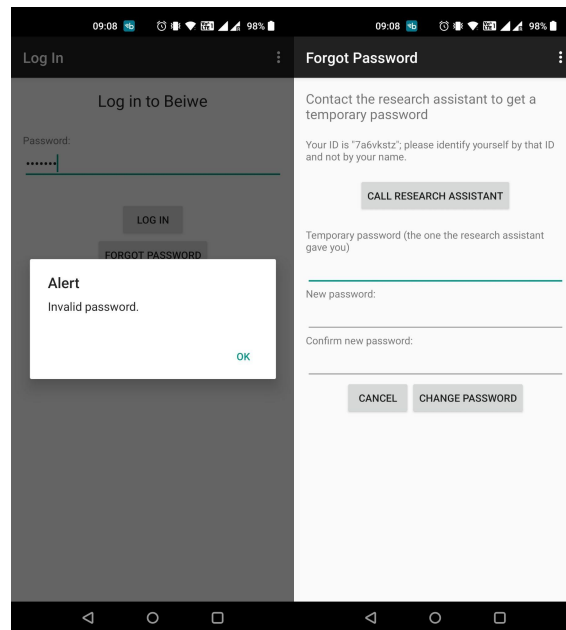 09:08
98%
Log In
Log in to Beiwe
Password:
LOG IN
FORGOT PASSWORD
Alert
Invalid password.
OK
09:08
98%
Forgot Password
Contact the research assistant to get a
temporary password
Your ID is "7a6vkstz"; please identify yourself by that ID
and not by your name.
CALL RESEARCH ASSISTANT
Temporary password (the one the research assistant
gave you)
New password:
Confirm new password:
CANCEL
CHANGE PASSWORD